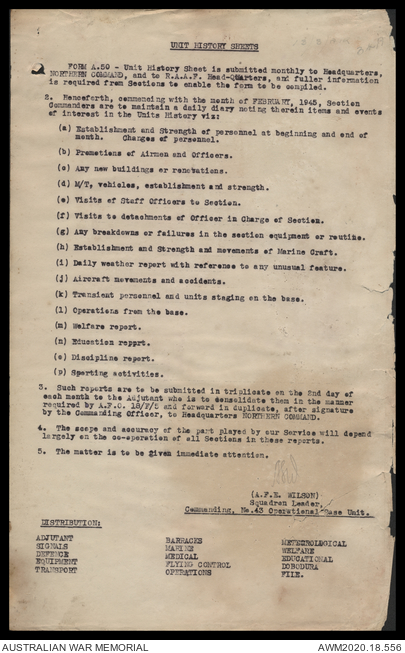 UNIT HISTORY SHEETS
FORM A.50 - Unit History Sheet is submitted monthly to Headquarters,
NORTHERN COMMAND, and to R.A.A.F. Head-Quarters, and fuller information
is required from Sections to enable the form to be compiled.
2. Henceforth, commencing with the month of FEBRUARY, 1945, Section
Commanders are to maintain a daily diary noting therein items and events
of interest in the Units History viz:
(a) Establishment and Strength of personnel at beginning and end of
month. Changes of personnel.
(b) Promotions of Airmen and Officers.
(c) Any new buildings or renovations.
(d) M/T, vehicles, establishment and strength.
(e) Visits of Staff Officers to Section.
(f) Visits to detachments of Officer in Charge of Section.
(g) Any breakdowns or failures in the section equipment or routine.
(h) Establishment and Strength and movements of Marine Craft.
(i) Daily weather report with reference to any unusual feature.
(j) Aircraft movements and accidents.
(k) Transient personnel and units staging on the base.
(l) Operations from the base.
(m) Welfare report.
(n) Education repprt.
(o) Discipline report.
(p) Sporting activities.
3. Such reports are to be submitted in triplicate on the 2nd day of
each month to the Adjutant who is to consolidate them in the manner
required by A.F.O. 18/F/5 and forward in duplicate, after signature
by the Commanding Officer, to Headquarters NORTHERN COMMAND.
4. The scope and accuracy of the part played by our Service will depend
largely on the co-operation of all Sections in these reports.
5. The matter is to be given immediate attention.
(A.F.E. WILSON)
Squadron Leader,
Commanding, No.43 Operational Base Unit.
DISTRIBUTION:
ADJUTANT BARRACKS METEROLOGICAL
SIGNALS MARINE WELFARE
DEFENCE MEDICAL EDUCATIONAL
EQUIPMENT FLYING CONTROL DOBODURA
TRANSPORT OPERATIONS FILE.
AUSTRALIAN WAR MEMORIAL AWM2020.18.556